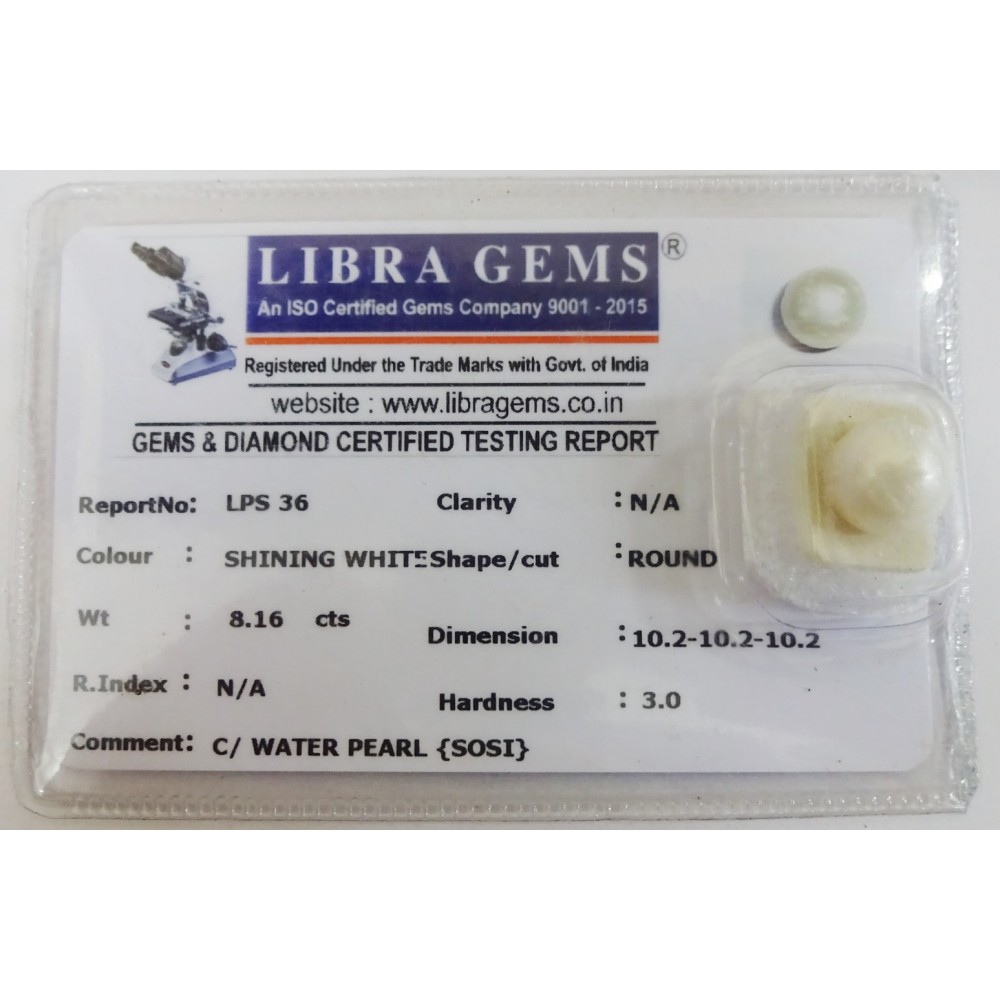 LIBRA GEMS ®
An ISO Certified Gems Company 9001 - 2015
Registered Under the Trade Marks with Govt. of India
website : www.libragems.co.in
GEMS & DIAMOND CERTIFIED TESTING REPORT
ReportNo: LPS 36 Clarity : N/A
Colour : SHINING WHITE Shape/cut : ROUND
Wt : 8.16 cts Dimension : 10.2-10.2-10.2
R.Index : N/A Hardness : 3.0
Comment: C/ WATER PEARL {SOSI}